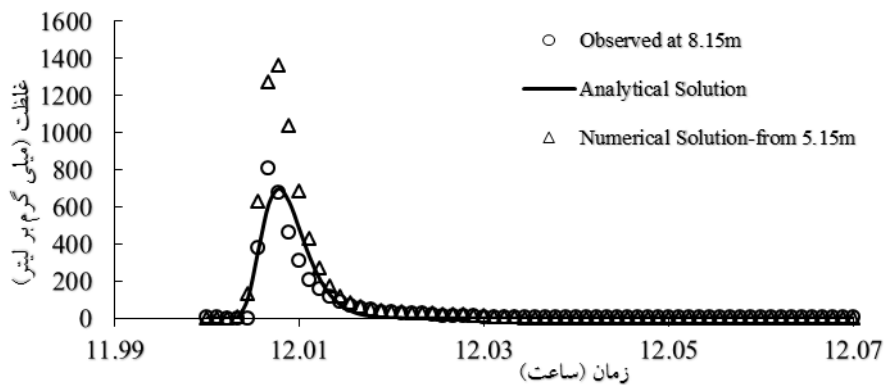 1600
1400
1200
1000
800
600
400
200
0
غلظت (میلی گرم بر لیتر)
Observed at 8.15m
Analytical Solution
Numerical Solution-from 5.15m
11.99 12.01 12.03 12.05 12.07
زمان (ساعت)